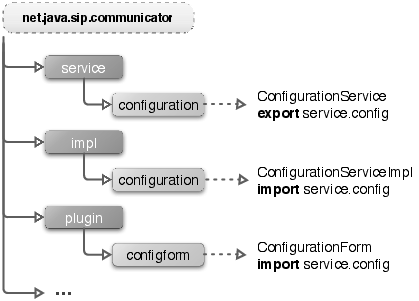 net.java.sip.communicator
service
configuration
ConfigurationService
export service.config
impl
configuration
ConfigurationServiceImpl
import service.config
plugin
configform
ConfigurationForm
import service.config
...